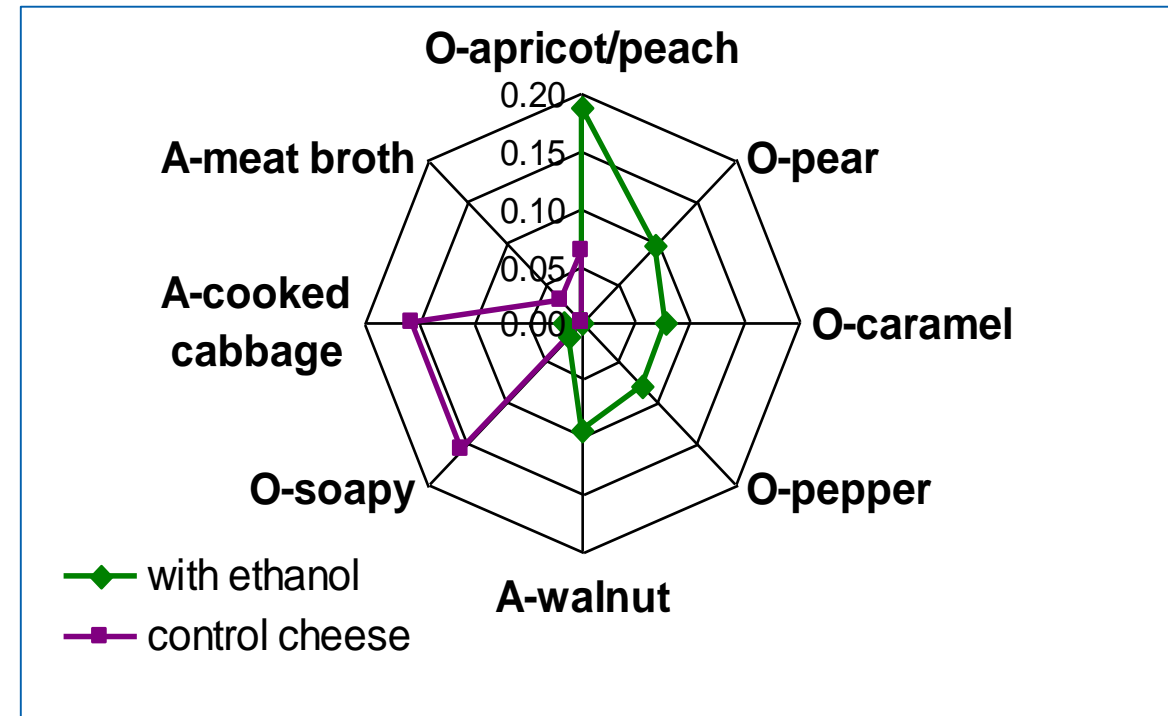 O-apricot/peach
0.20
A-meat broth
0.15
O-pear
0.10
A-cooked
cabbage
0.05
0.00
O-caramel
O-soapy
O-pepper
with ethanol
A-walnut
control cheese